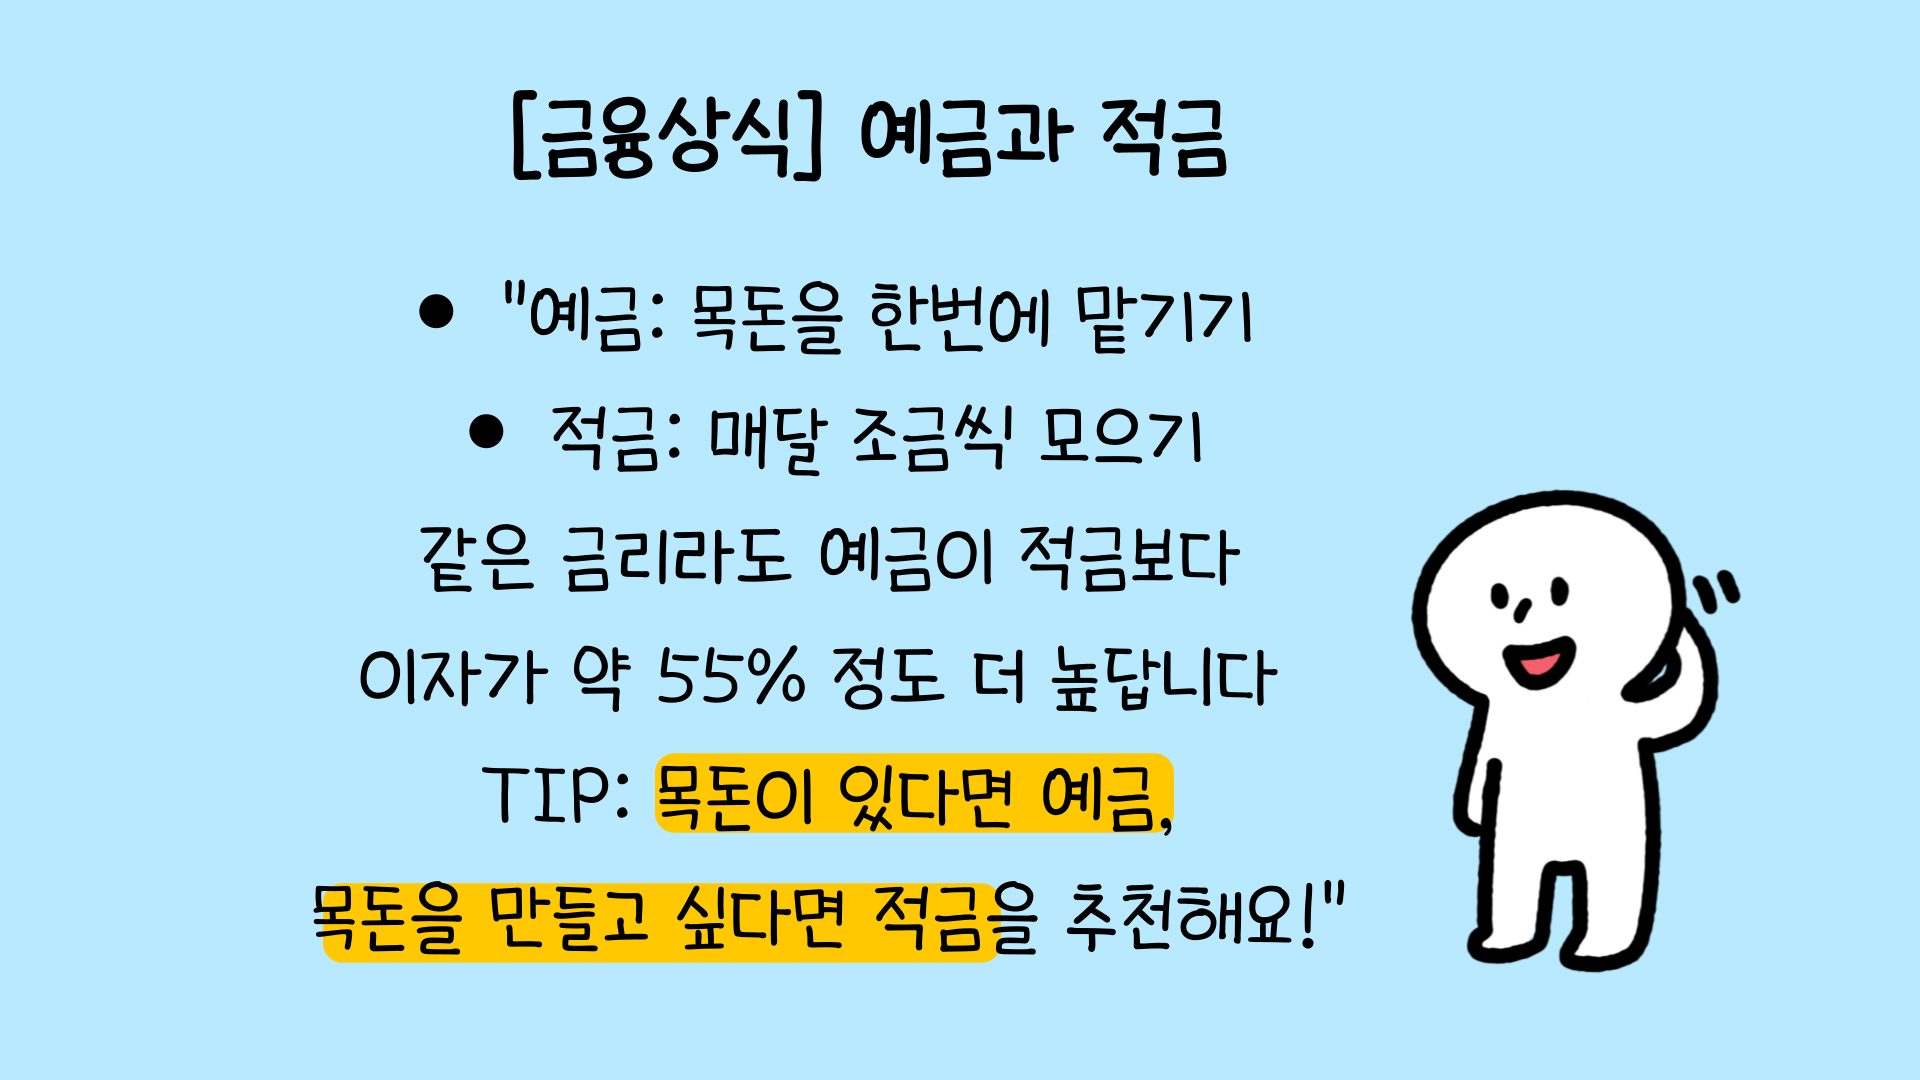 [금융상식] 예금과 적금
● "예금: 목돈을 한번에 맡기기
● 적금: 매달 조금씩 모으기
같은 금리라도 예금이 적금보다
이자가 약 55% 정도 더 높답니다
TIP: 목돈이 있다면 예금,
목돈을 만들고 싶다면 적금을 추천해요!"